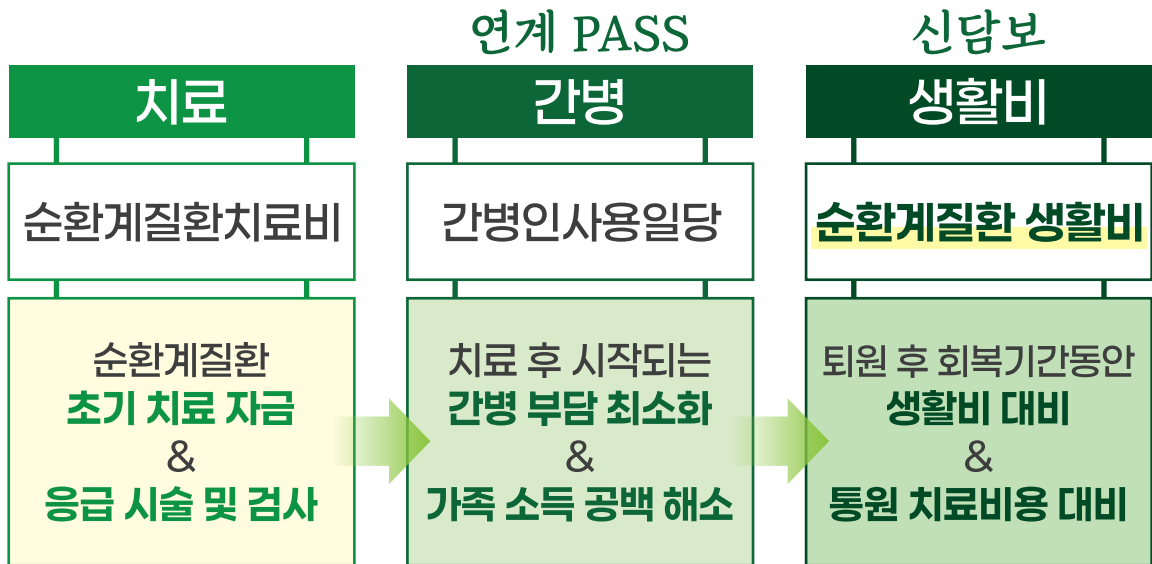 연계 PASS
신담보
치료
간병
생활비
순환계질환치료비
간병인사용일당
순환계질환 생활비
순환계질환
초기 치료 자금
&
응급 시술 및 검사
치료 후 시작되는
간병 부담 최소화
&
가족 소득 공백 해소
퇴원 후 회복기간동안
생활비 대비
&
통원 치료비용 대비